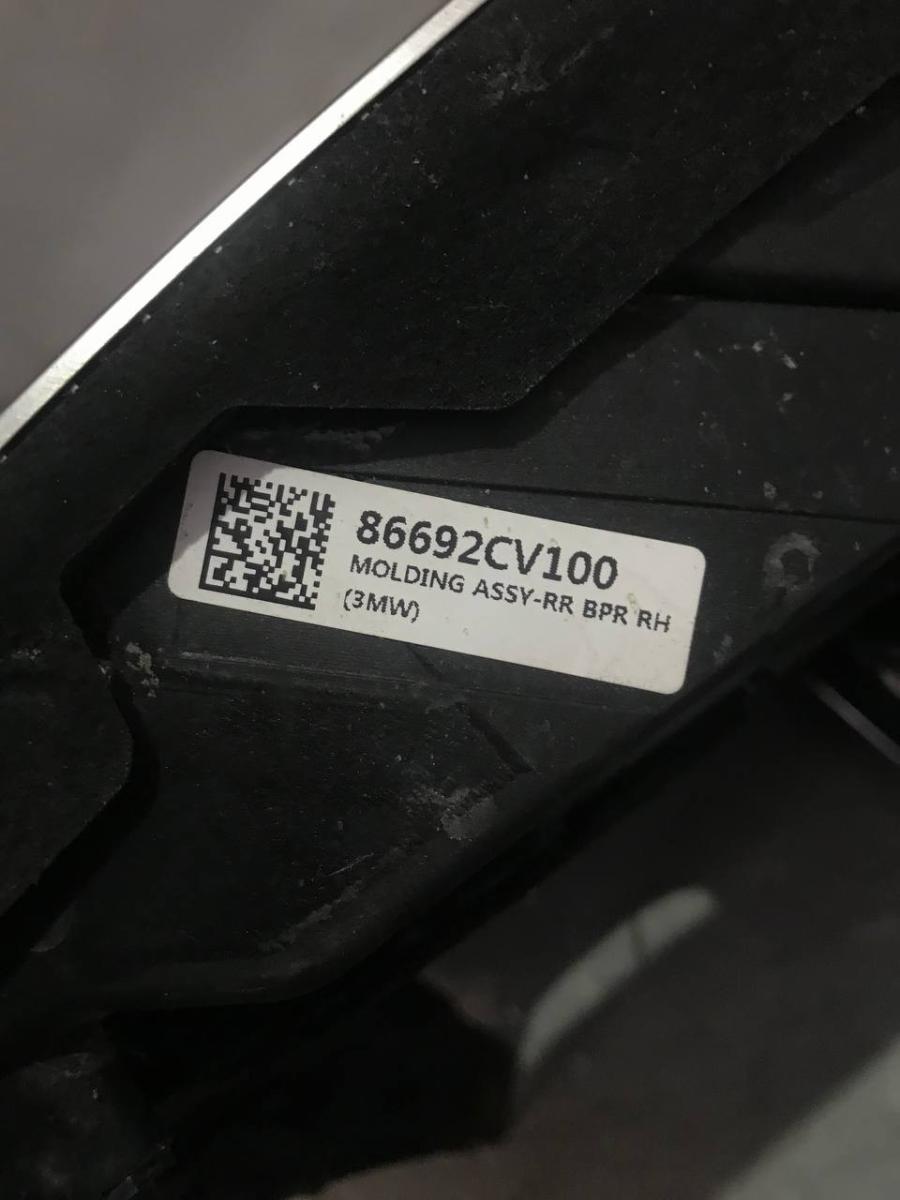 86692CV100
MOLDING ASSY-RR BPR RH
(3MW)